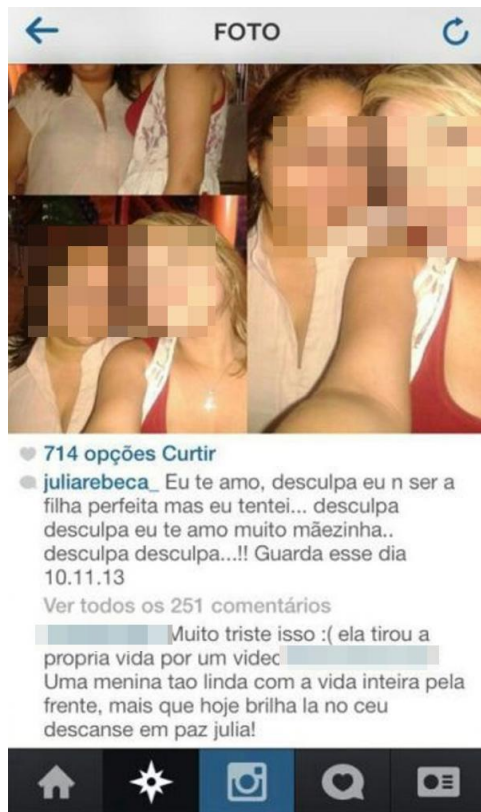 FOTO
714 opções Curtir
juliarebeca_ Eu te amo, desculpa eu n ser a
filha perfeita mas eu tentei... desculpa
desculpa eu te amo muito mãezinha..
desculpa desculpa...!! Guarda esse dia
10.11.13
Ver todos os 251 comentários
Muito triste isso :( ela tirou a
propria vida por um video
Uma menina tao linda com a vida inteira pela
frente, mais que hoje brilha la no ceu
descanse em paz julia!